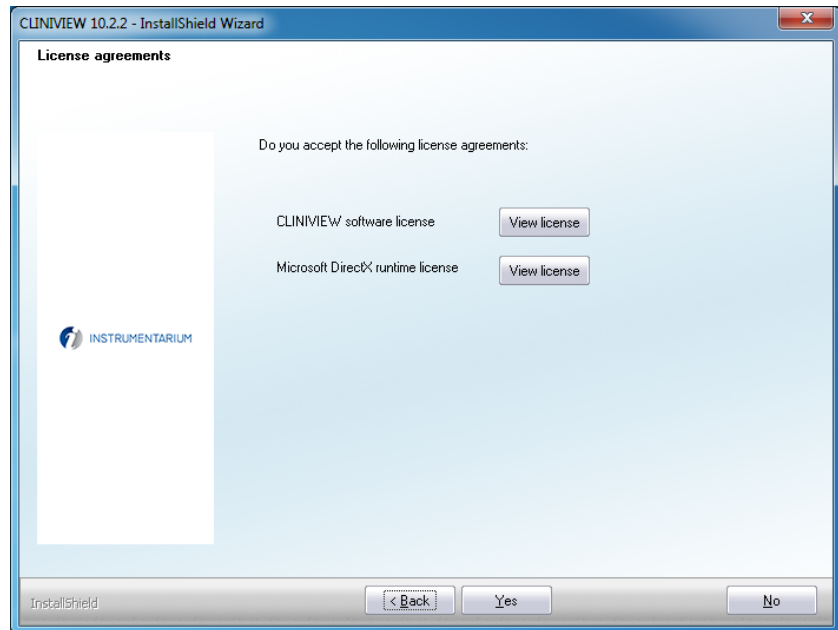 CLINIVIEW 10.2.2 - InstallShield Wizard
License agreements
Do you accept the following license agreements:
CLINIVIEW software license View license
Microsoft DirectX runtime license View license
INSTRUMENTARIUM
InstallShield
< Back Yes No